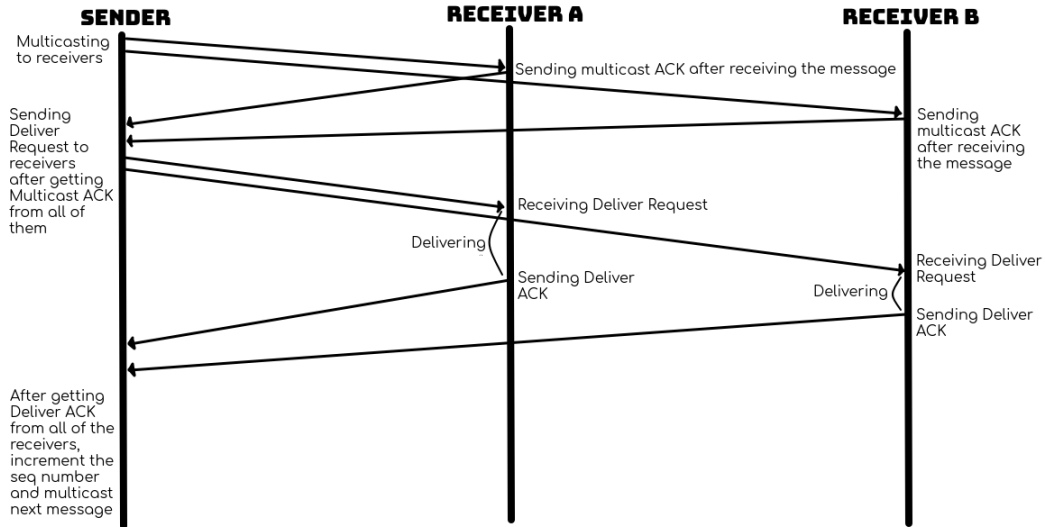 SENDER
RECEIVER A
RECEIVER B
Multicasting
to receivers
Sending multicast ACK after receiving the message
Sending
multicast ACK
after receiving
the message
Sending
Deliver
Request to
receivers
after getting
Multicast ACK
from all of
them
Receiving Deliver Request
Delivering
Sending Deliver
ACK
Receiving Deliver
Request
Delivering
Sending Deliver
ACK
After getting
Deliver ACK
from all of the
receivers,
increment the
seq number
and multicast
next message